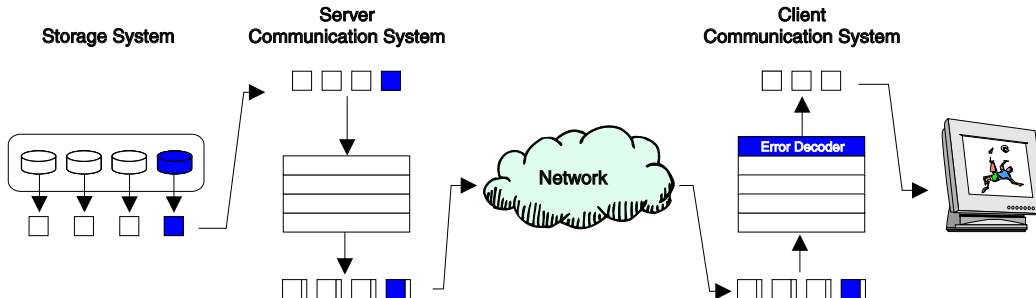 Storage System
Server
Communication System
Network
Client
Communication System
Error Decoder